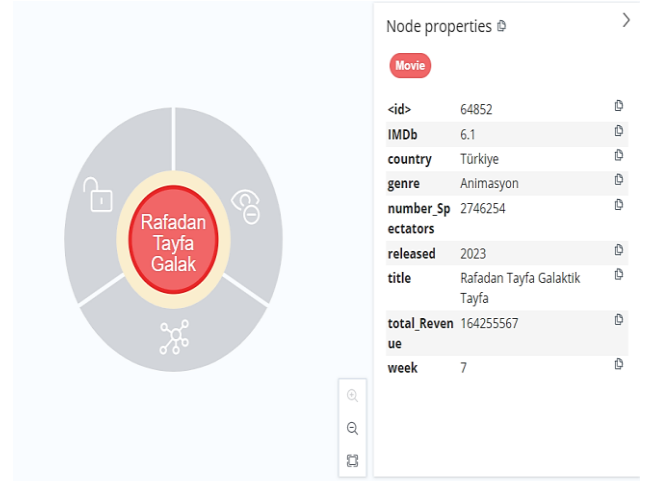 Node properties
Movie
<id> 64852
IMDb 6.1
country Türkiye
genre Animasyon
number_Sp 2746254
ectators
released 2023
title Rafadan Tayfa Galaktik
Tayfa
total_Reven 164255567
ue
week 7
Rafadan
Tayfa
Galak